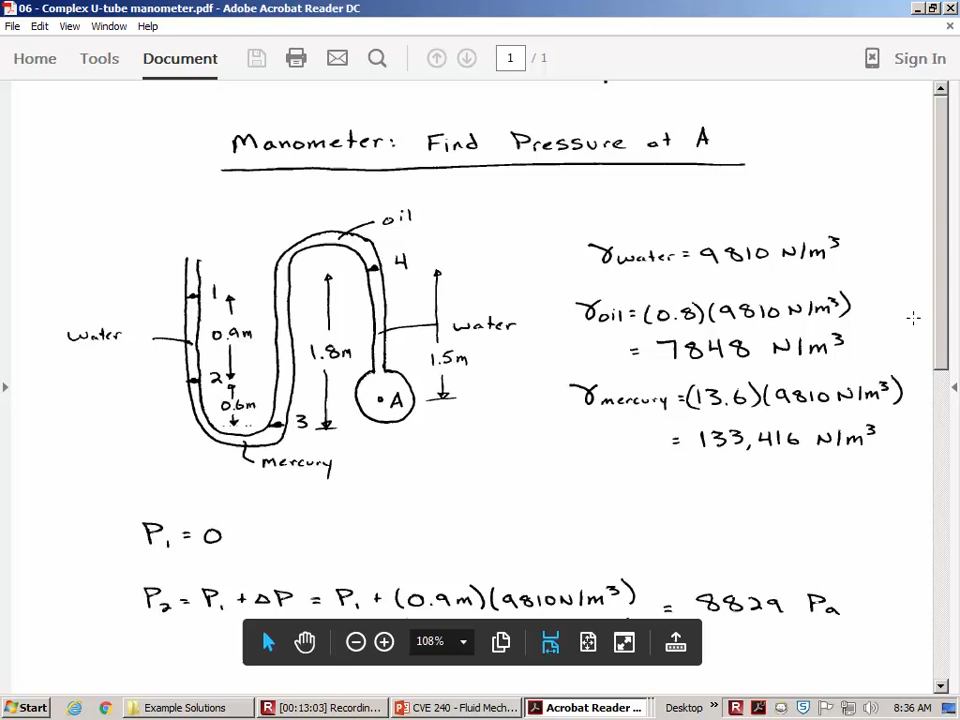 06 - Complex U-tube manometer.pdf - Adobe Acrobat Reader DC
File Edit View Window Help
Home Tools Document 1 / 1 Sign In
Manometer: Find Pressure at A
oil
4
1
water
0.9m
2
0.6m
3
mercury
1.8m
water
1.5m
A
γwater = 9810 N/m³
γoil = (0.8)(9810 N/m³)
= 7848 N/m³
γmercury = (13.6)(9810 N/m³)
= 133,416 N/m³
P₁ = 0
P₂ = P₁ + ΔP = P₁ + (0.9m)(9810N/m³) = 8829 Pa
108%
Start Example Solutions [00:13:03] Recordin... CVE 240 - Fluid Mech... Acrobat Reader ... Desktop » 8:36 AM